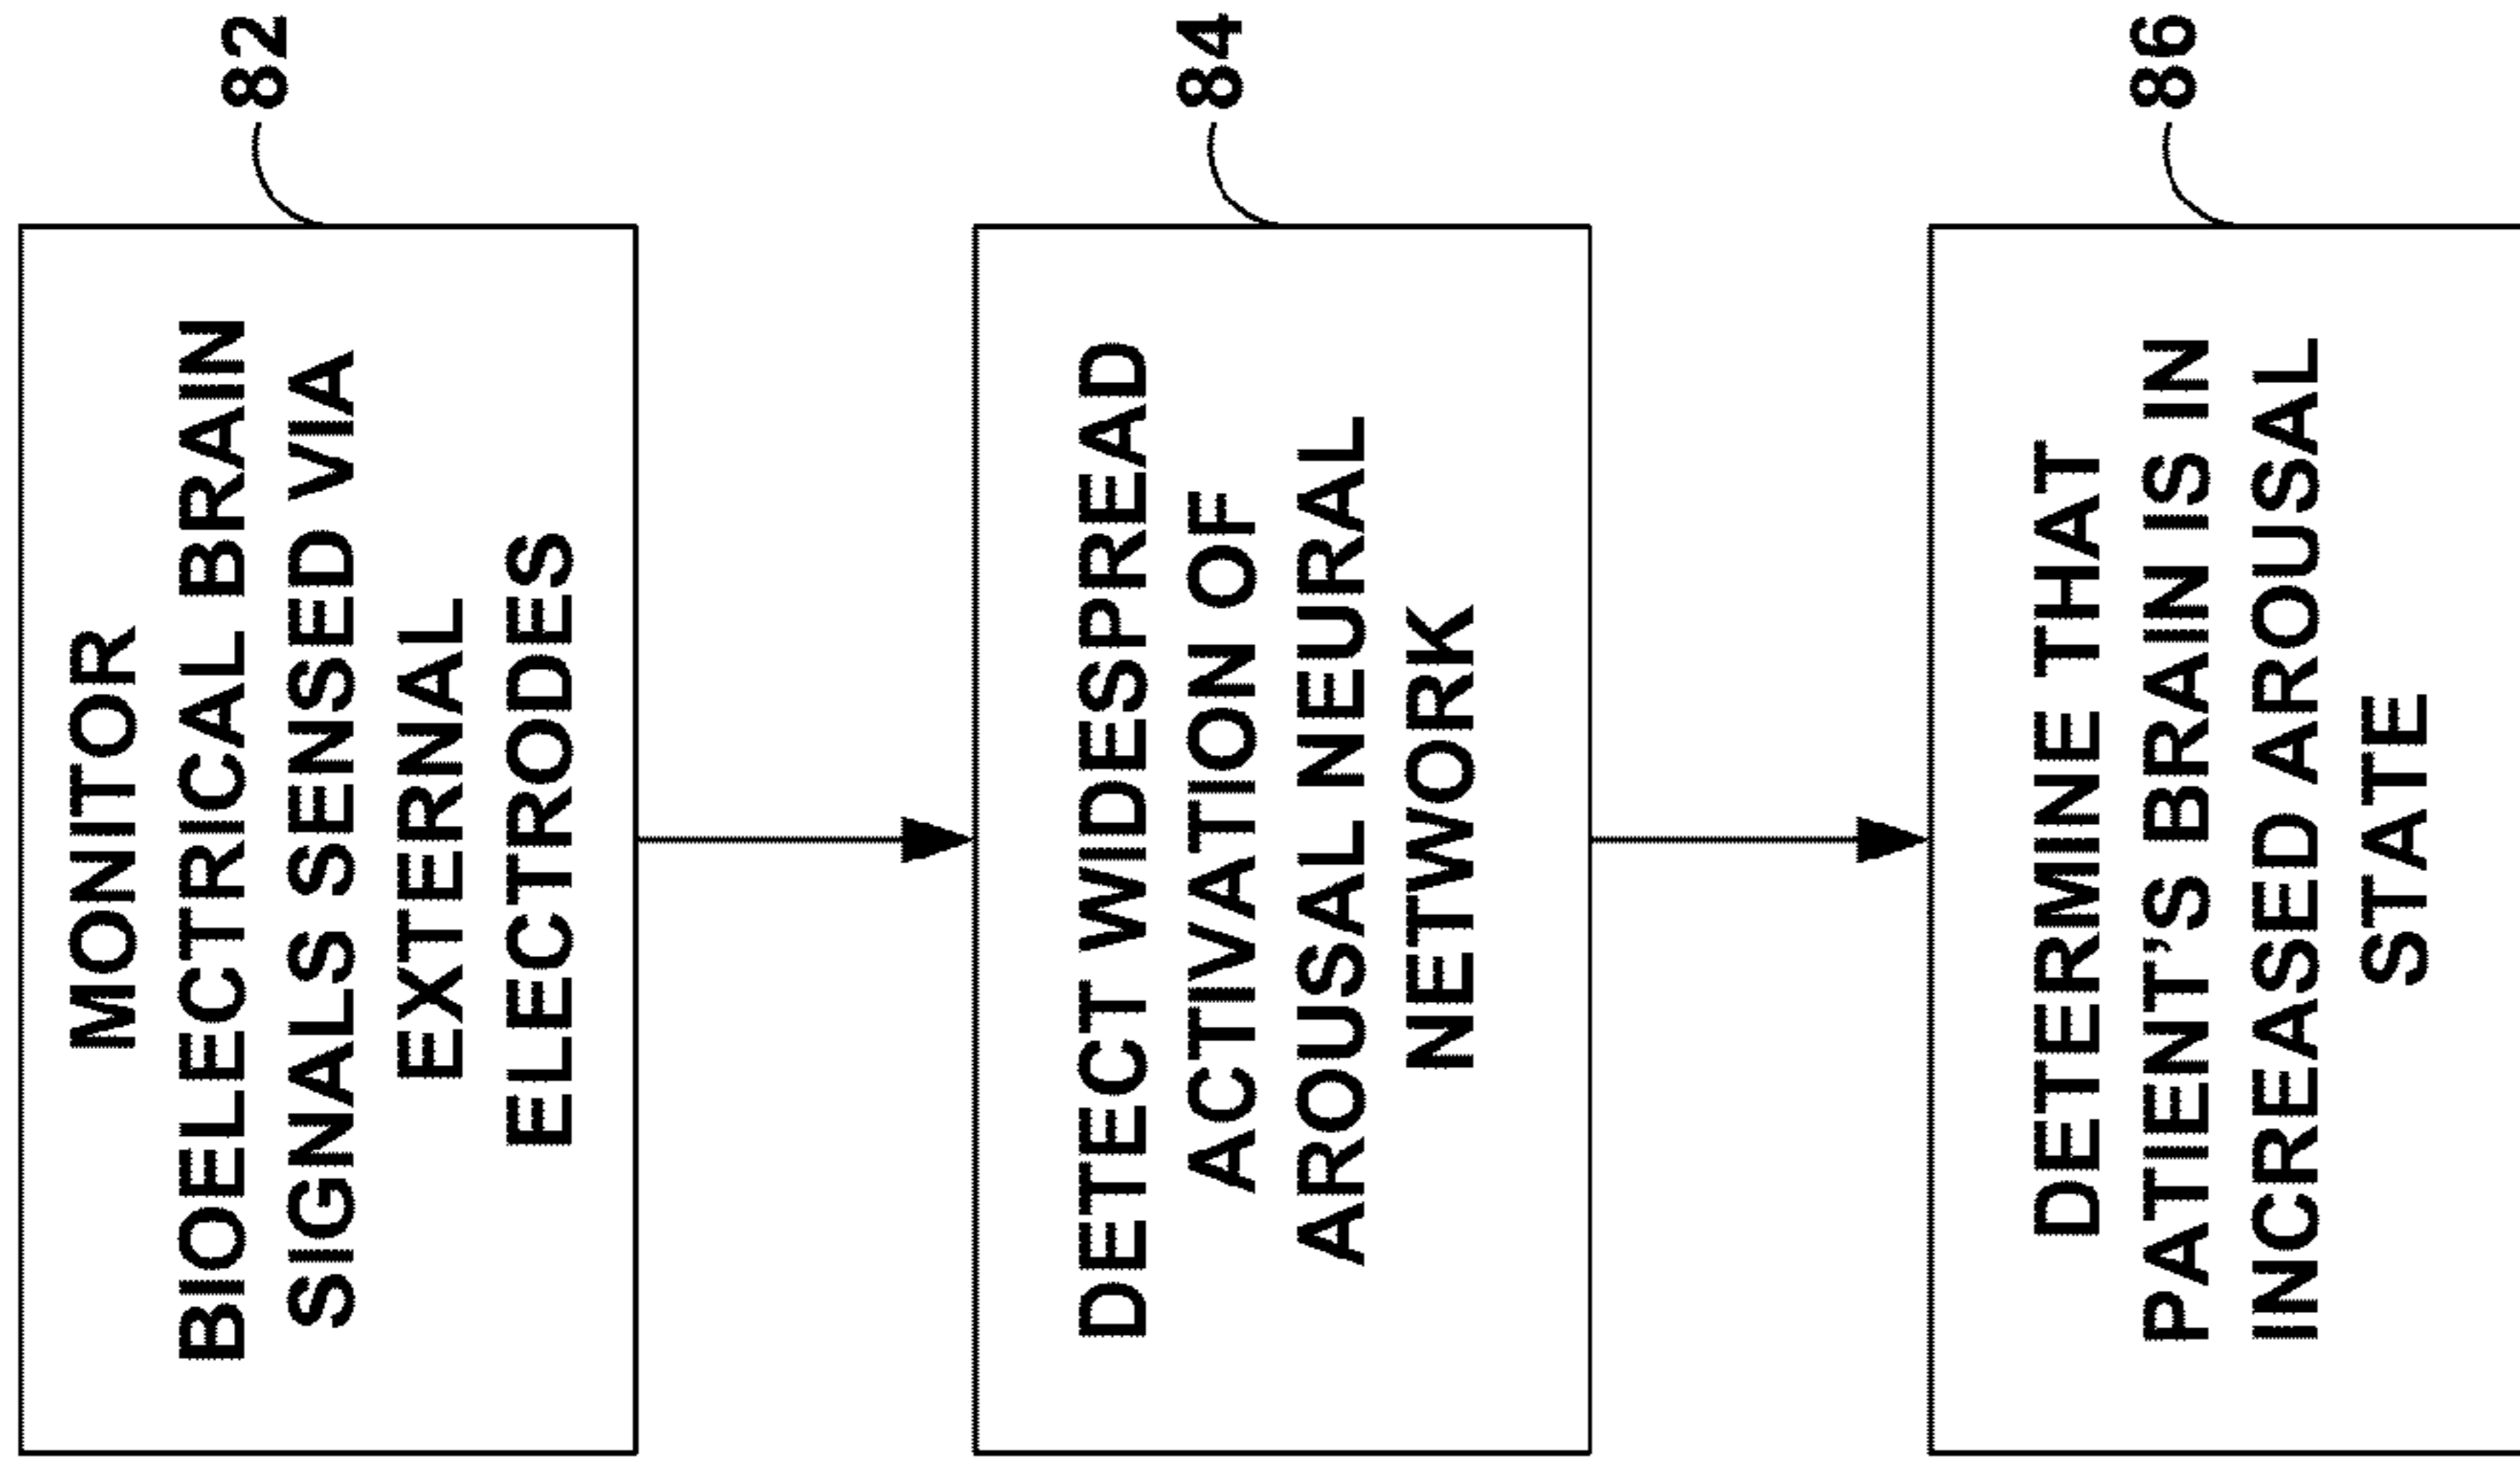 MONITOR
BIOELECTRICAL BRAIN
SIGNALS SENSED VIA
EXTERNAL
ELECTRODES
82
DETECT WIDESPREAD
ACTIVATION OF
AROUSAL NEURAL
NETWORK
84
DETERMINE THAT
PATIENT'S BRAIN IS IN
INCREASED AROUSAL
STATE
86